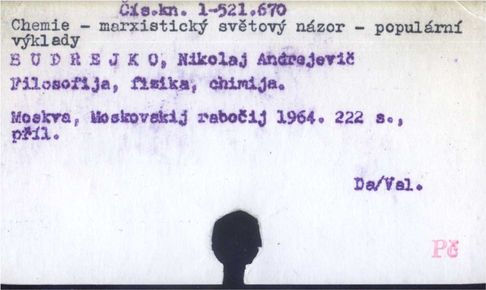 Čís.kn. 1-521.670
Chemie - marxistický světový názor - populární
výklady
B U D R E J K O, Nikolaj Andrejevič
Filosofija, fizika, chimija.
Moskva, Moskovskij rabočij 1964. 222 s.,
příl.
Da/Val.
Pč